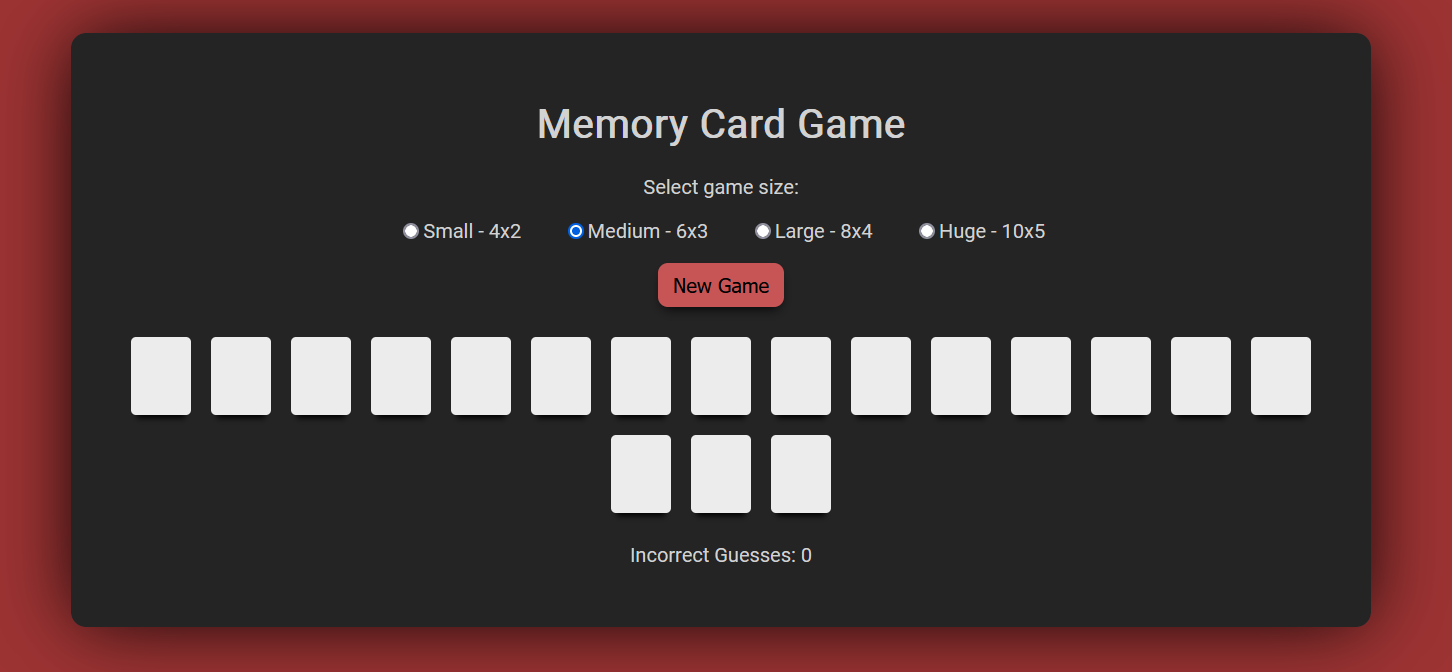 Memory Card Game
Select game size:
Small - 4x2 Medium - 6x3 Large - 8x4 Huge - 10x5
New Game
Incorrect Guesses: 0